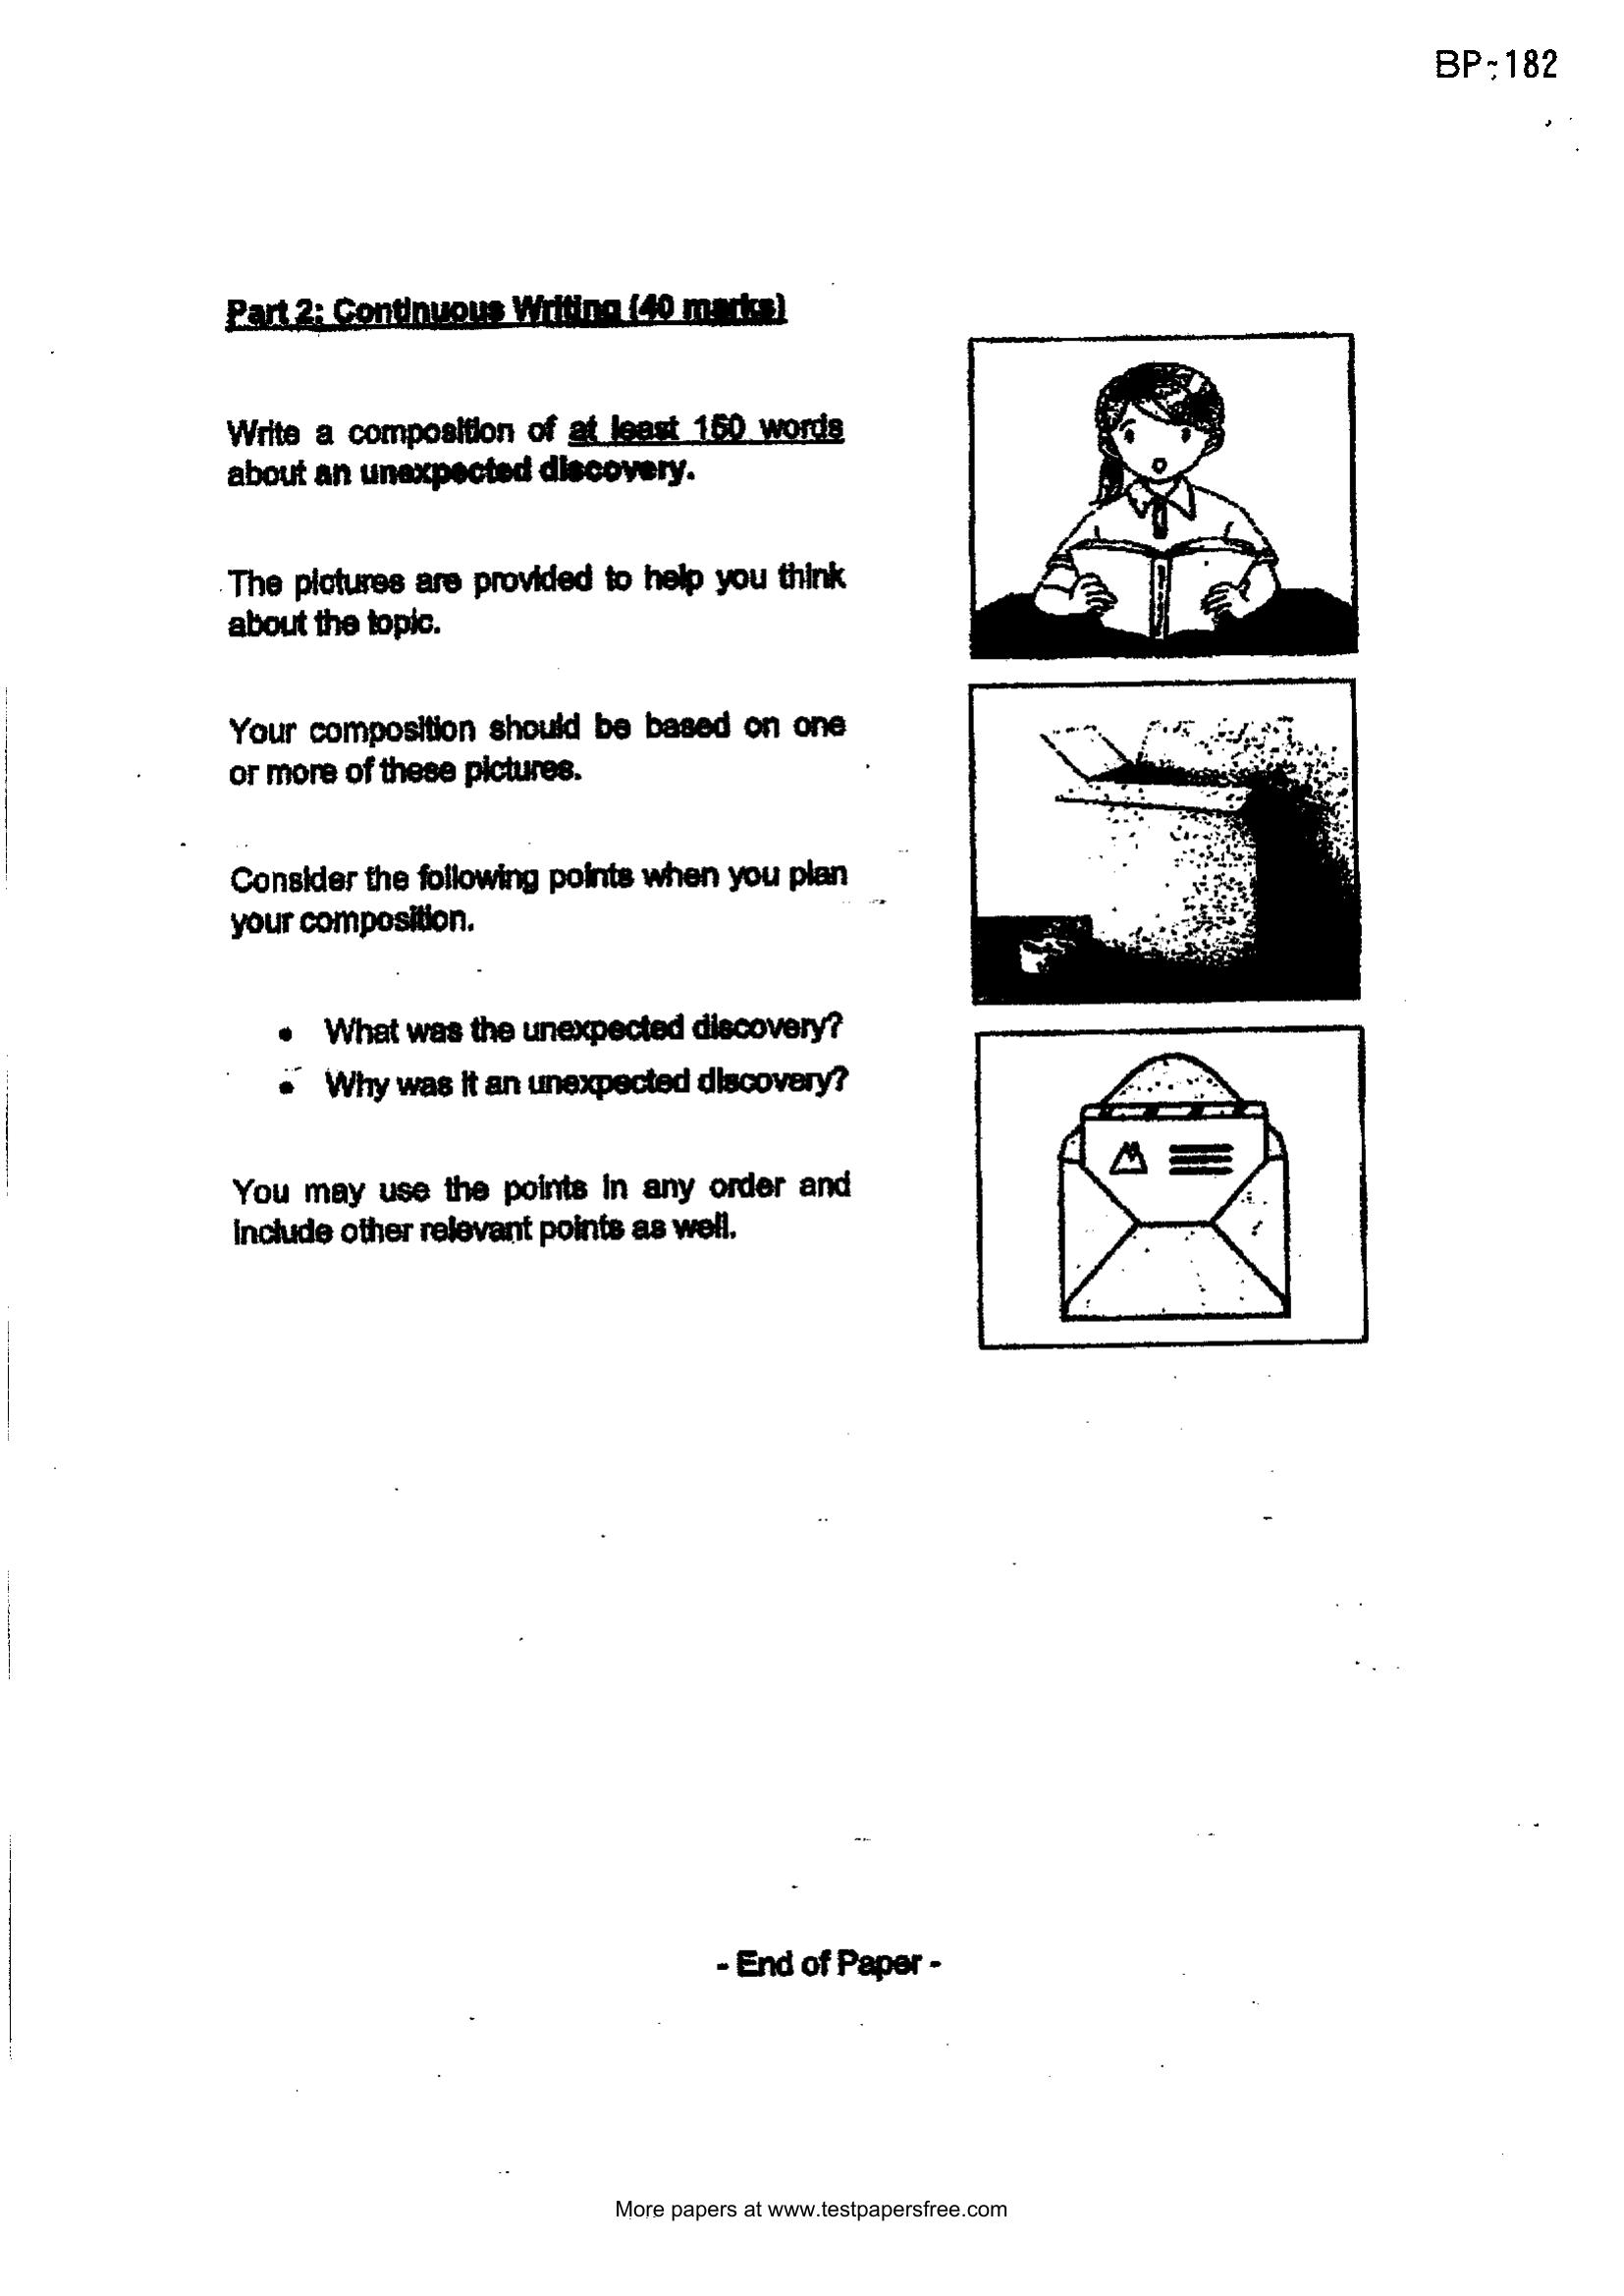 BP~182
Part 2: Continuous Writing (40 marks)
Write a composition of at least 150 words
about an unexpected discovery.
The pictures are provided to help you think
about the topic.
Your composition should be based on one
or more of these pictures.
Consider the following points when you plan
your composition.
• What was the unexpected discovery?
• Why was it an unexpected discovery?
You may use the points in any order and
include other relevant points as well.
- End of Paper -
More papers at www.testpapersfree.com